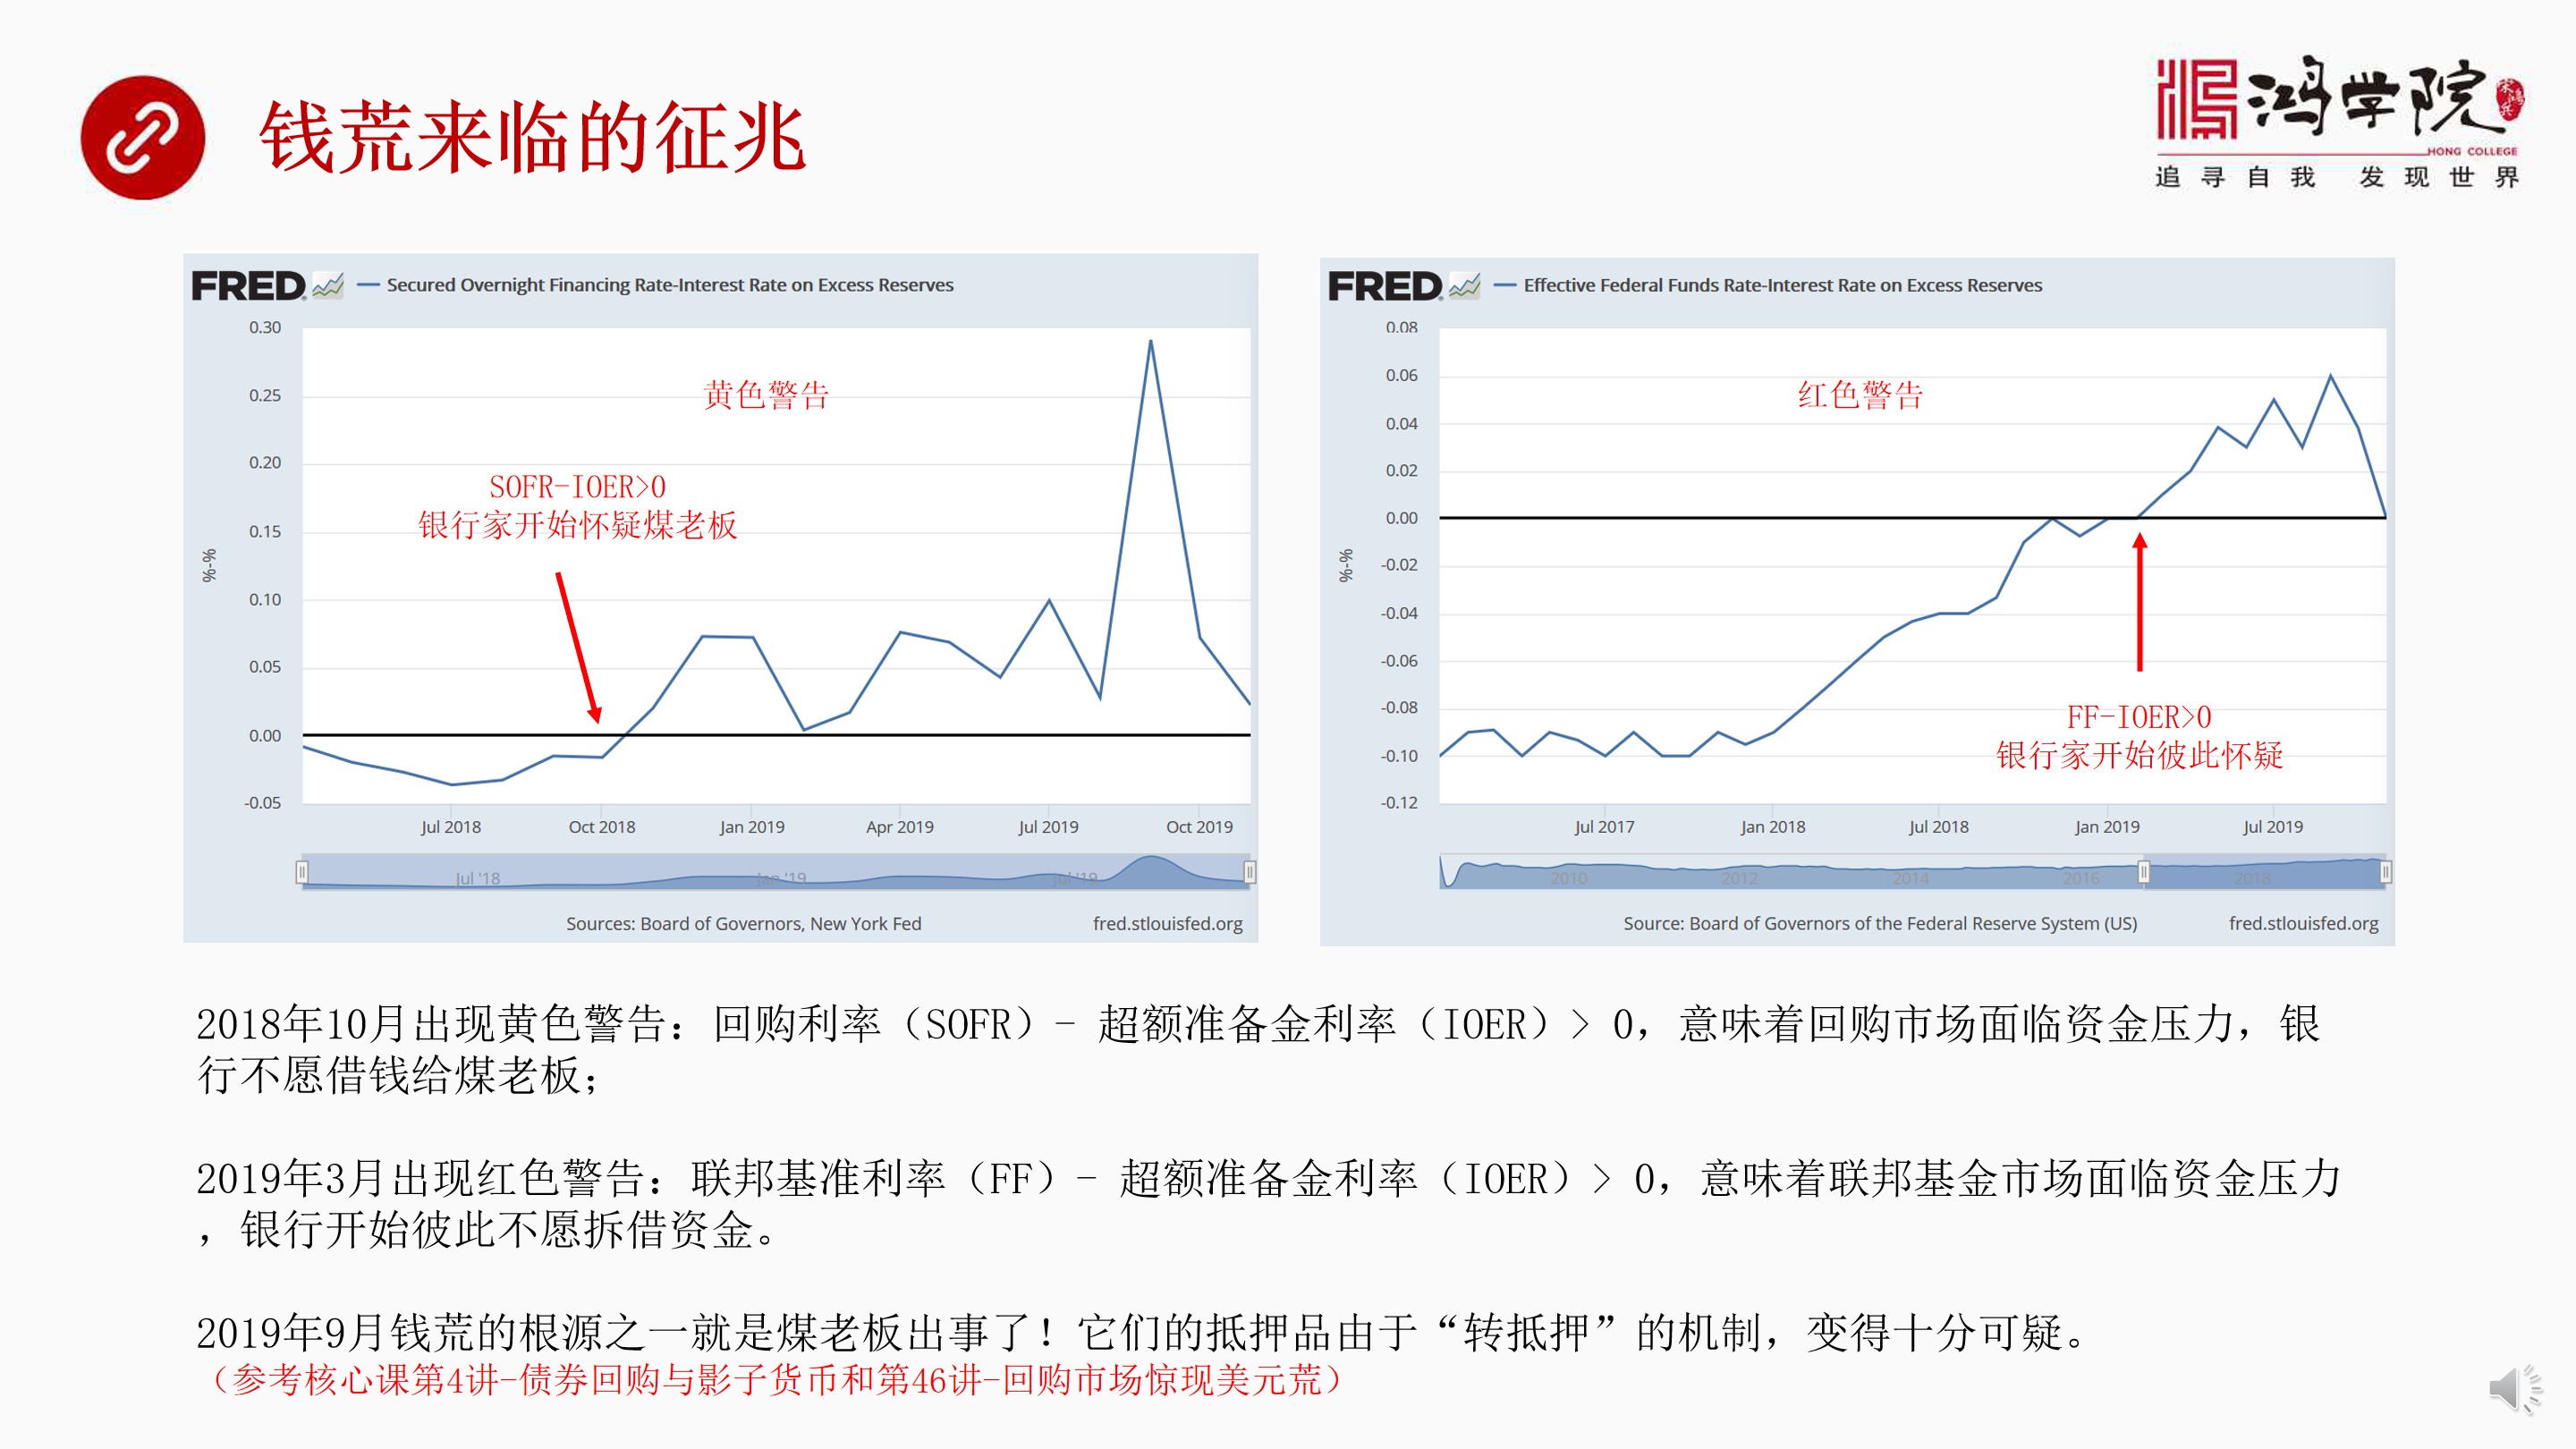 钱荒来临的征兆
鸿学院
HONG COLLEGE
追寻自我 发现世界
FRED
Secured Overnight Financing Rate-Interest Rate on Excess Reserves
0.30
0.25
0.20
0.15
0.10
0.05
0.00
-0.05
%-%
黄色警告
SOFR-IOER>0
银行家开始怀疑煤老板
Jul 2018 Oct 2018 Jan 2019 Apr 2019 Jul 2019 Oct 2019
Jul '18 Jan '19 Jul '19
Sources: Board of Governors, New York Fed fred.stlouisfed.org
FRED
Effective Federal Funds Rate-Interest Rate on Excess Reserves
0.08
0.06
0.04
0.02
0.00
-0.02
-0.04
-0.06
-0.08
-0.10
-0.12
%-%
红色警告
FF-IOER>0
银行家开始彼此怀疑
Jul 2017 Jan 2018 Jul 2018 Jan 2019 Jul 2019
2010 2012 2014 2016 2018
Source: Board of Governors of the Federal Reserve System (US) fred.stlouisfed.org
2018年10月出现黄色警告：回购利率（SOFR）- 超额准备金利率（IOER）> 0，意味着回购市场面临资金压力，银
行不愿借钱给煤老板；
2019年3月出现红色警告：联邦基准利率（FF）- 超额准备金利率（IOER）> 0，意味着联邦基金市场面临资金压力
，银行开始彼此不愿拆借资金。
2019年9月钱荒的根源之一就是煤老板出事了！它们的抵押品由于“转抵押”的机制，变得十分可疑。
（参考核心课第4讲-债券回购与影子货币和第46讲-回购市场惊现美元荒）